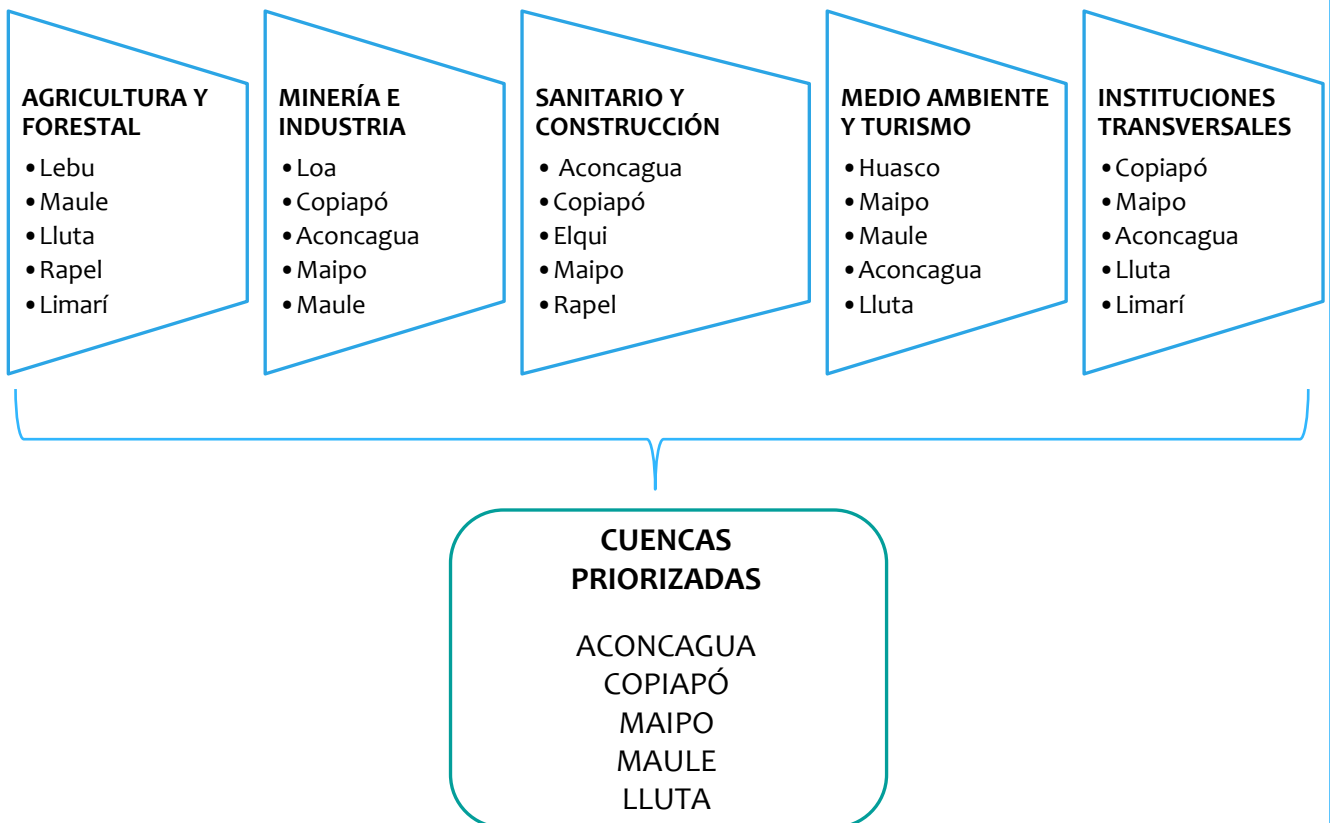 AGRICULTURA Y
FORESTAL
•Lebu
•Maule
•Lluta
•Rapel
•Limarí
MINERÍA E
INDUSTRIA
•Loa
•Copiapó
•Aconcagua
•Maipo
•Maule
SANITARIO Y
CONSTRUCCIÓN
• Aconcagua
•Copiapó
•Elqui
•Maipo
•Rapel
MEDIO AMBIENTE
Y TURISMO
•Huasco
•Maipo
•Maule
•Aconcagua
•Lluta
INSTITUCIONES
TRANSVERSALES
•Copiapó
•Maipo
•Aconcagua
•Lluta
•Limarí
CUENCAS
PRIORIZADAS
ACONCAGUA
COPIAPÓ
MAIPO
MAULE
LLUTA